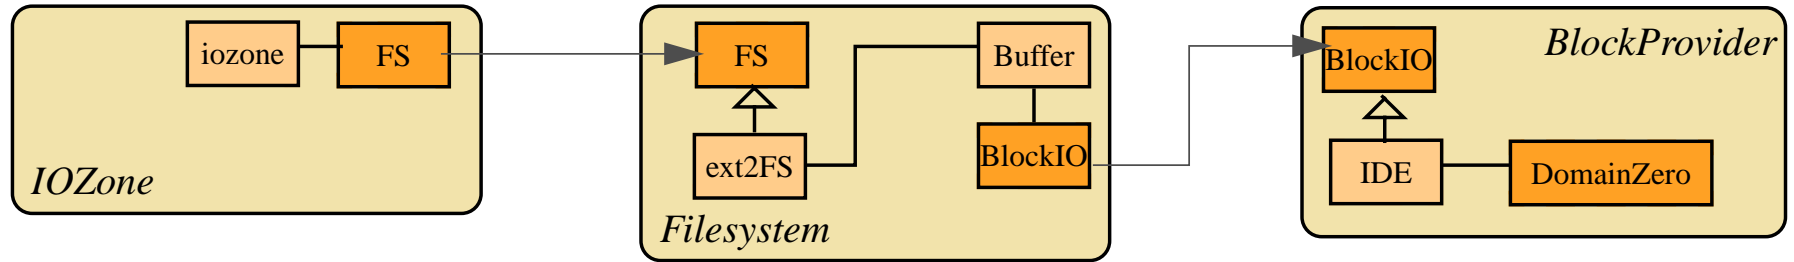 iozone
FS
IOZone
FS
Buffer
ext2FS
BlockIO
Filesystem
BlockIO
BlockProvider
IDE
DomainZero